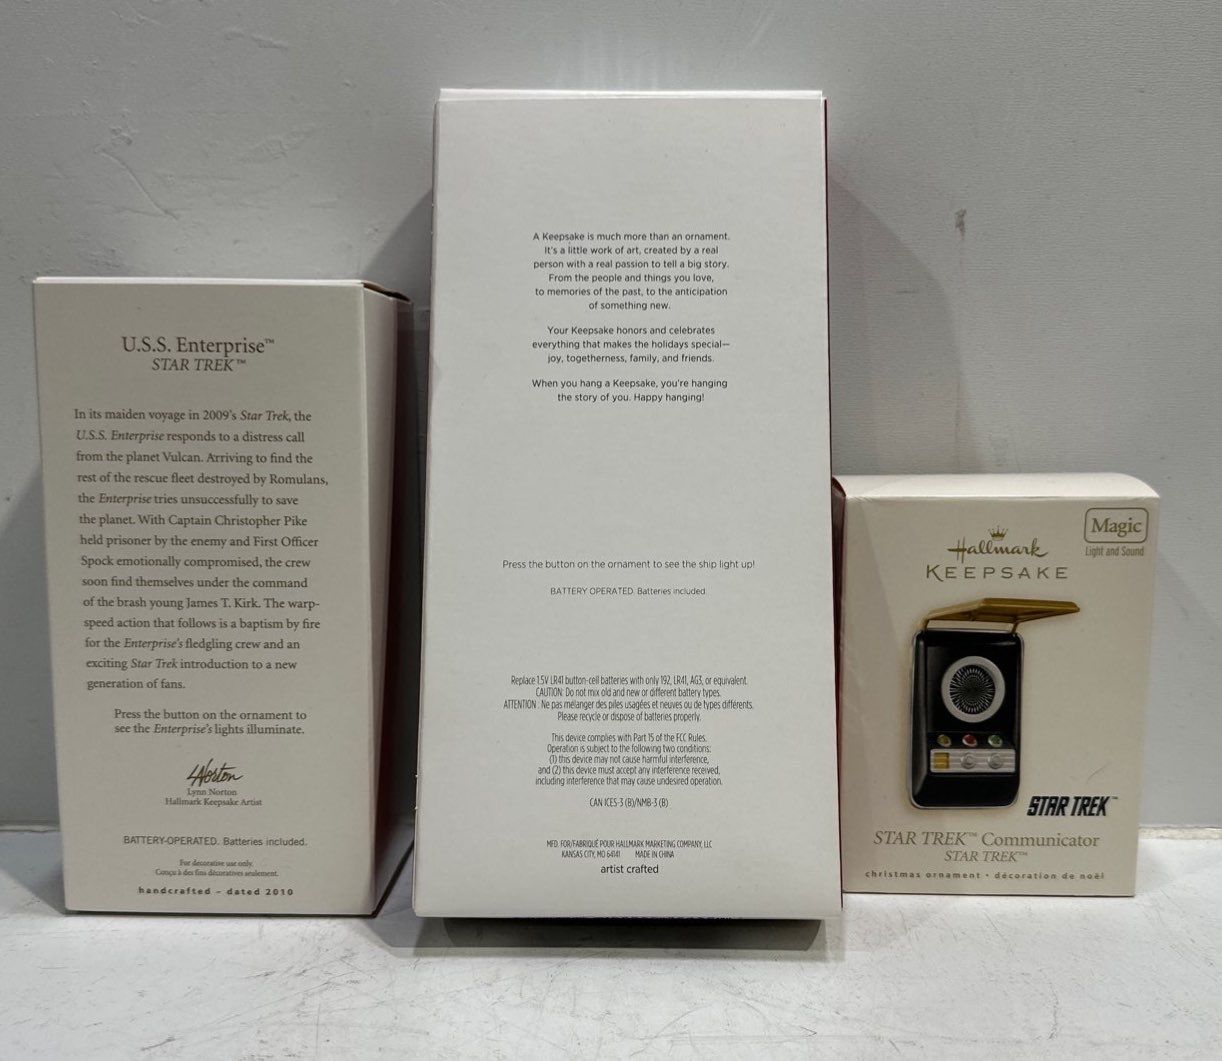 U.S.S. Enterprise™
STAR TREK™
In its maiden voyage in 2009's Star Trek, the
U.S.S. Enterprise responds to a distress call
from the planet Vulcan. Arriving to find the
rest of the rescue fleet destroyed by Romulans,
the Enterprise tries unsuccessfully to save
the planet. With Captain Christopher Pike
held prisoner by the enemy and First Officer
Spock emotionally compromised, the crew
soon find themselves under the command
of the brash young James T. Kirk. The warp-
speed action that follows is a baptism by fire
for the Enterprise's fledgling crew and an
exciting Star Trek introduction to a new
generation of fans.
Press the button on the ornament to
see the Enterprise's lights illuminate.
LNorton
Lynn Norton
Hallmark Keepsake Artist
BATTERY-OPERATED. Batteries included.
For decorative use only.
Conçu à des fins décoratives seulement.
handcrafted – dated 2010
A Keepsake is much more than an ornament.
It's a little work of art, created by a real
person with a real passion to tell a big story.
From the people and things you love,
to memories of the past, to the anticipation
of something new.
Your Keepsake honors and celebrates
everything that makes the holidays special—
joy, togetherness, family, and friends.
When you hang a Keepsake, you're hanging
the story of you. Happy hanging!
Press the button on the ornament to see the ship light up!
BATTERY OPERATED. Batteries included.
Replace 1.5V LR41 button-cell batteries with only 192, LR41, AG3, or equivalent.
CAUTION: Do not mix old and new or different battery types.
ATTENTION : Ne pas mélanger des piles usagées et neuves ou de types différents.
Please recycle or dispose of batteries properly.
This device complies with Part 15 of the FCC Rules.
Operation is subject to the following two conditions:
(1) this device may not cause harmful interference,
and (2) this device must accept any interference received,
including interference that may cause undesired operation.
CAN ICES-3 (B)/NMB-3 (B)
MFD. FOR/FABRIQUÉ POUR HALLMARK MARKETING COMPANY, LLC
KANSAS CITY, MO 64141 MADE IN CHINA
artist crafted
Magic
Light and Sound
Hallmark
KEEPSAKE
STAR TREK™
STAR TREK™ Communicator
STAR TREK™
christmas ornament • décoration de noël